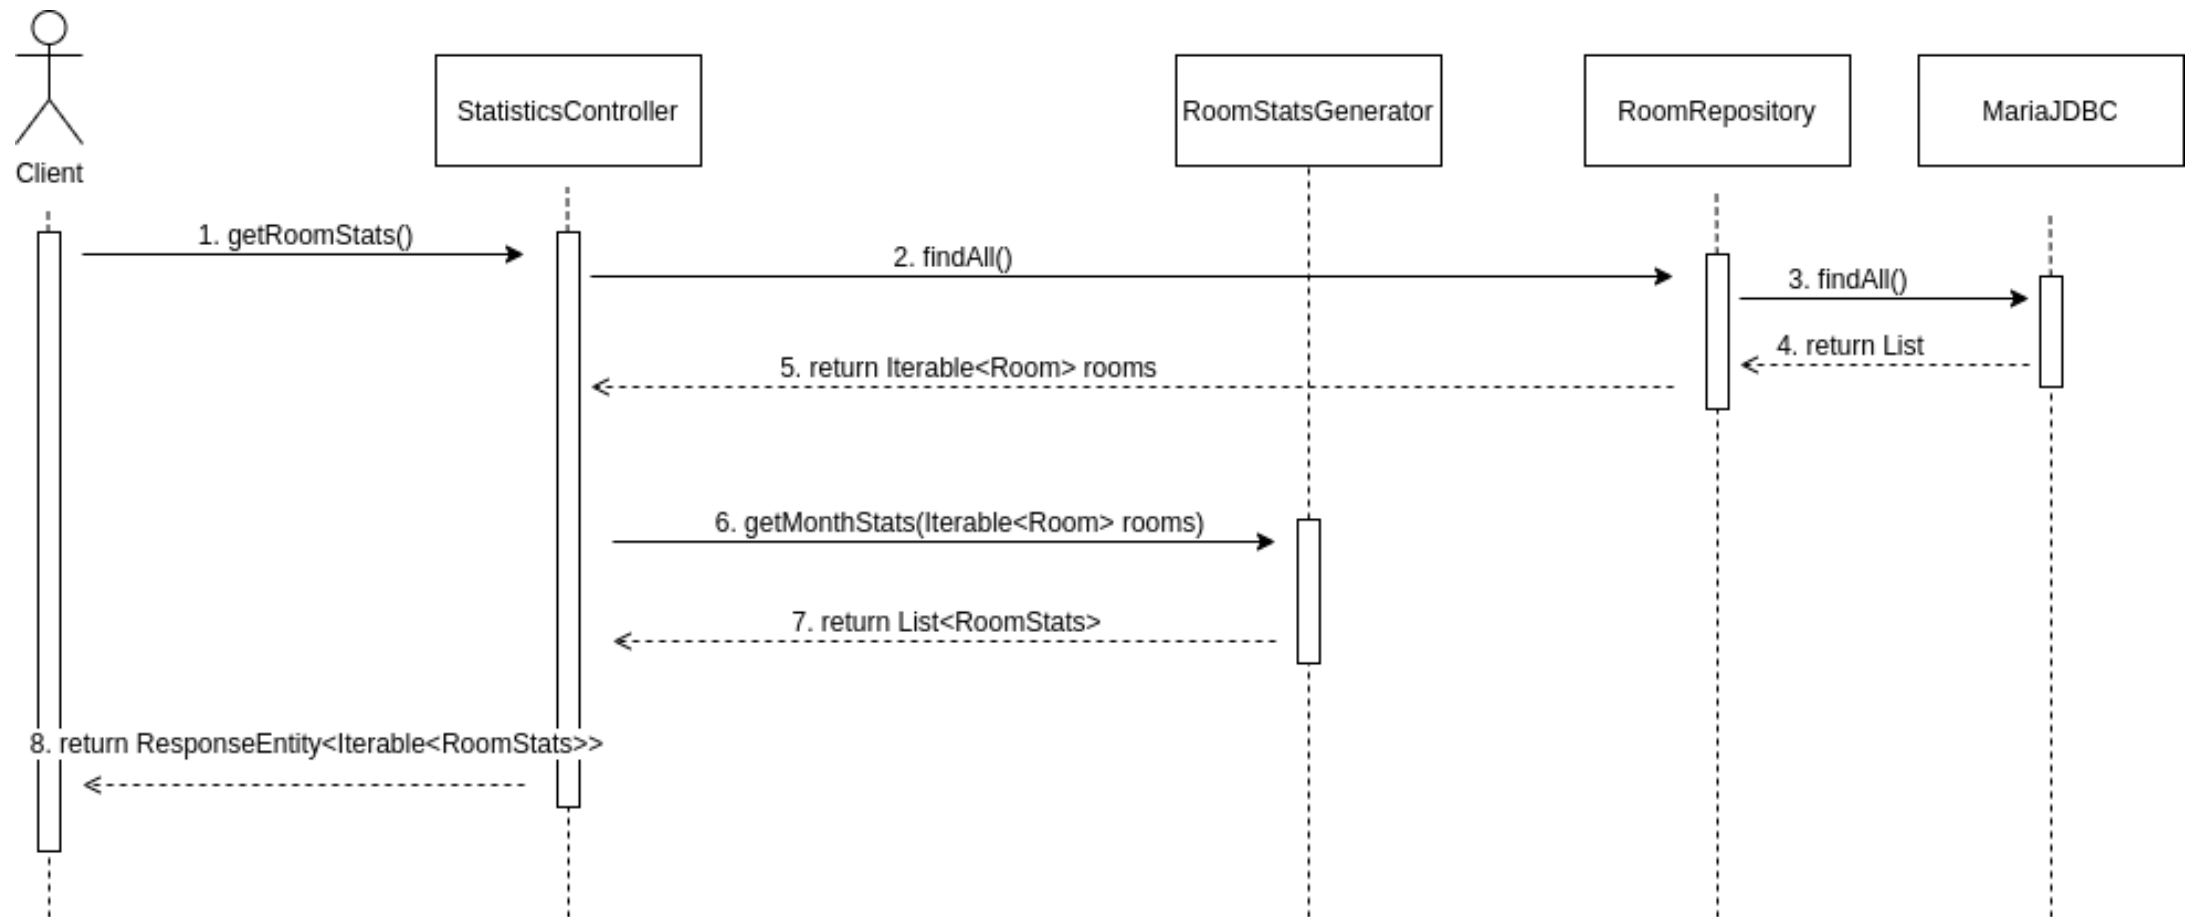 Client
StatisticsController
RoomStatsGenerator
RoomRepository
MariaJDBC
1. getRoomStats()
2. findAll()
3. findAll()
4. return List
5. return Iterable<Room> rooms
6. getMonthStats(Iterable<Room> rooms)
7. return List<RoomStats>
8. return ResponseEntity<Iterable<RoomStats>>